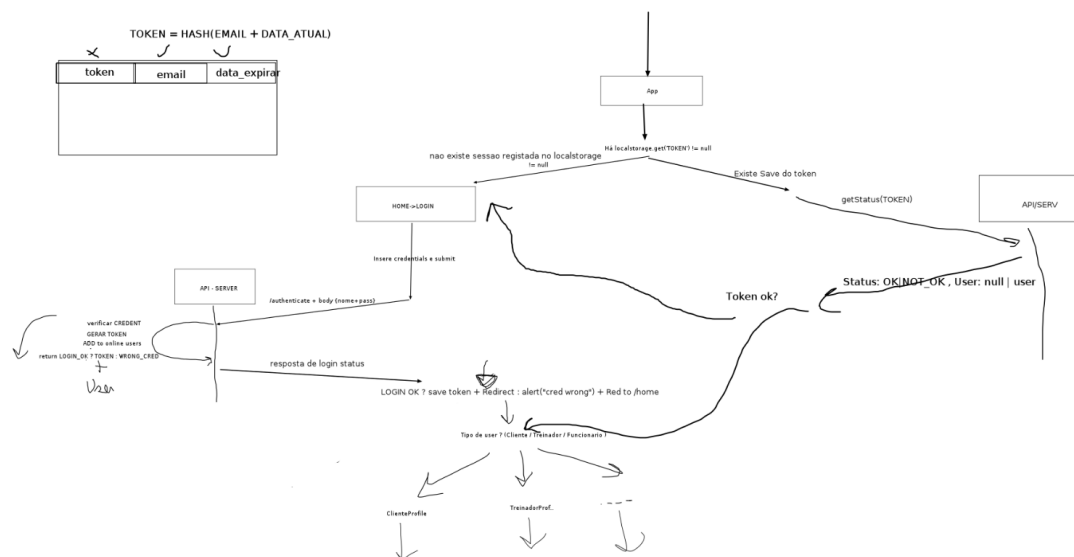 TOKEN = HASH(EMAIL + DATA_ATUAL)
token
email
data_expirar
App
Há localstorage.get('TOKEN') != null
nao existe sessao registada no localstorage
!= null
Existe Save do token
HOME->LOGIN
getStatus(TOKEN)
API/SERV
Insere credentials e submit
Status: OK|NOT_OK , User: null | user
Token ok?
API - SERVER
/authenticate + body (nome+pass)
verificar CREDENT
GERAR TOKEN
ADD to online users
return LOGIN_OK ? TOKEN : WRONG_CRED
+
User
resposta de login status
LOGIN OK ? save token + Redirect : alert("cred wrong") + Red to /home
Tipo de user ? (Cliente / Treinador / Funcionario )
ClienteProfile
TreinadorProf..